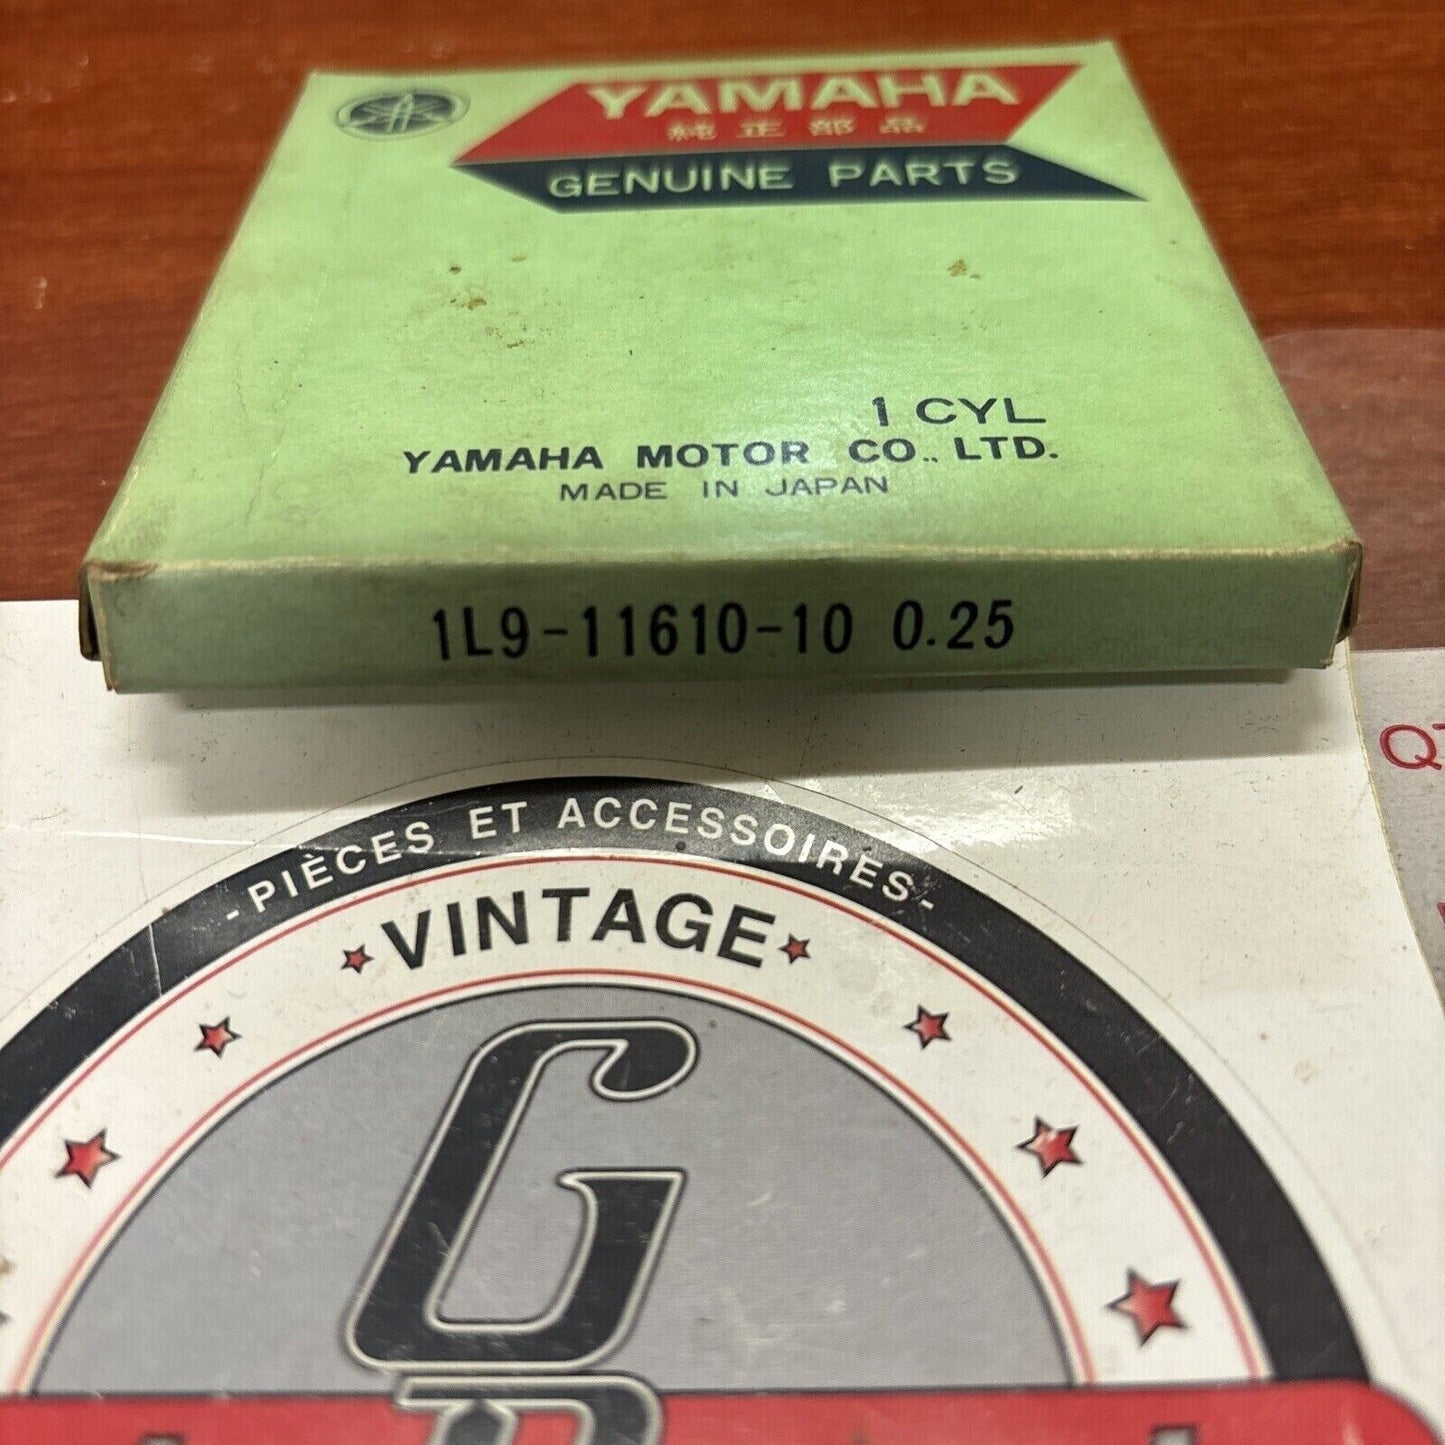 YAMAHA
純正部品
GENUINE PARTS
1 CYL
YAMAHA MOTOR CO., LTD.
MADE IN JAPAN
1L9-11610-10 0.25
-PIÈCES ET ACCESSOIRES-
VINTAGE
G